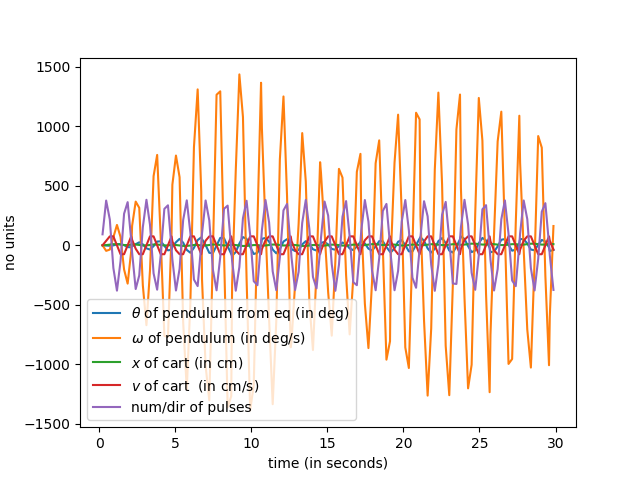 1500
1000
500
0
−500
−1000
−1500
no units
θ of pendulum from eq (in deg)
ω of pendulum (in deg/s)
x of cart (in cm)
v of cart (in cm/s)
num/dir of pulses
0 5 10 15 20 25 30
time (in seconds)